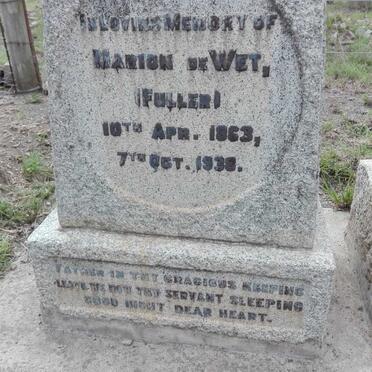 In Loving Memory of
Marion de Wet,
(Fuller)
10th Apr. 1863,
7th Oct. 1938.
Father in Thy gracious keeping
Leave we now Thy servant sleeping
Good night dear heart.